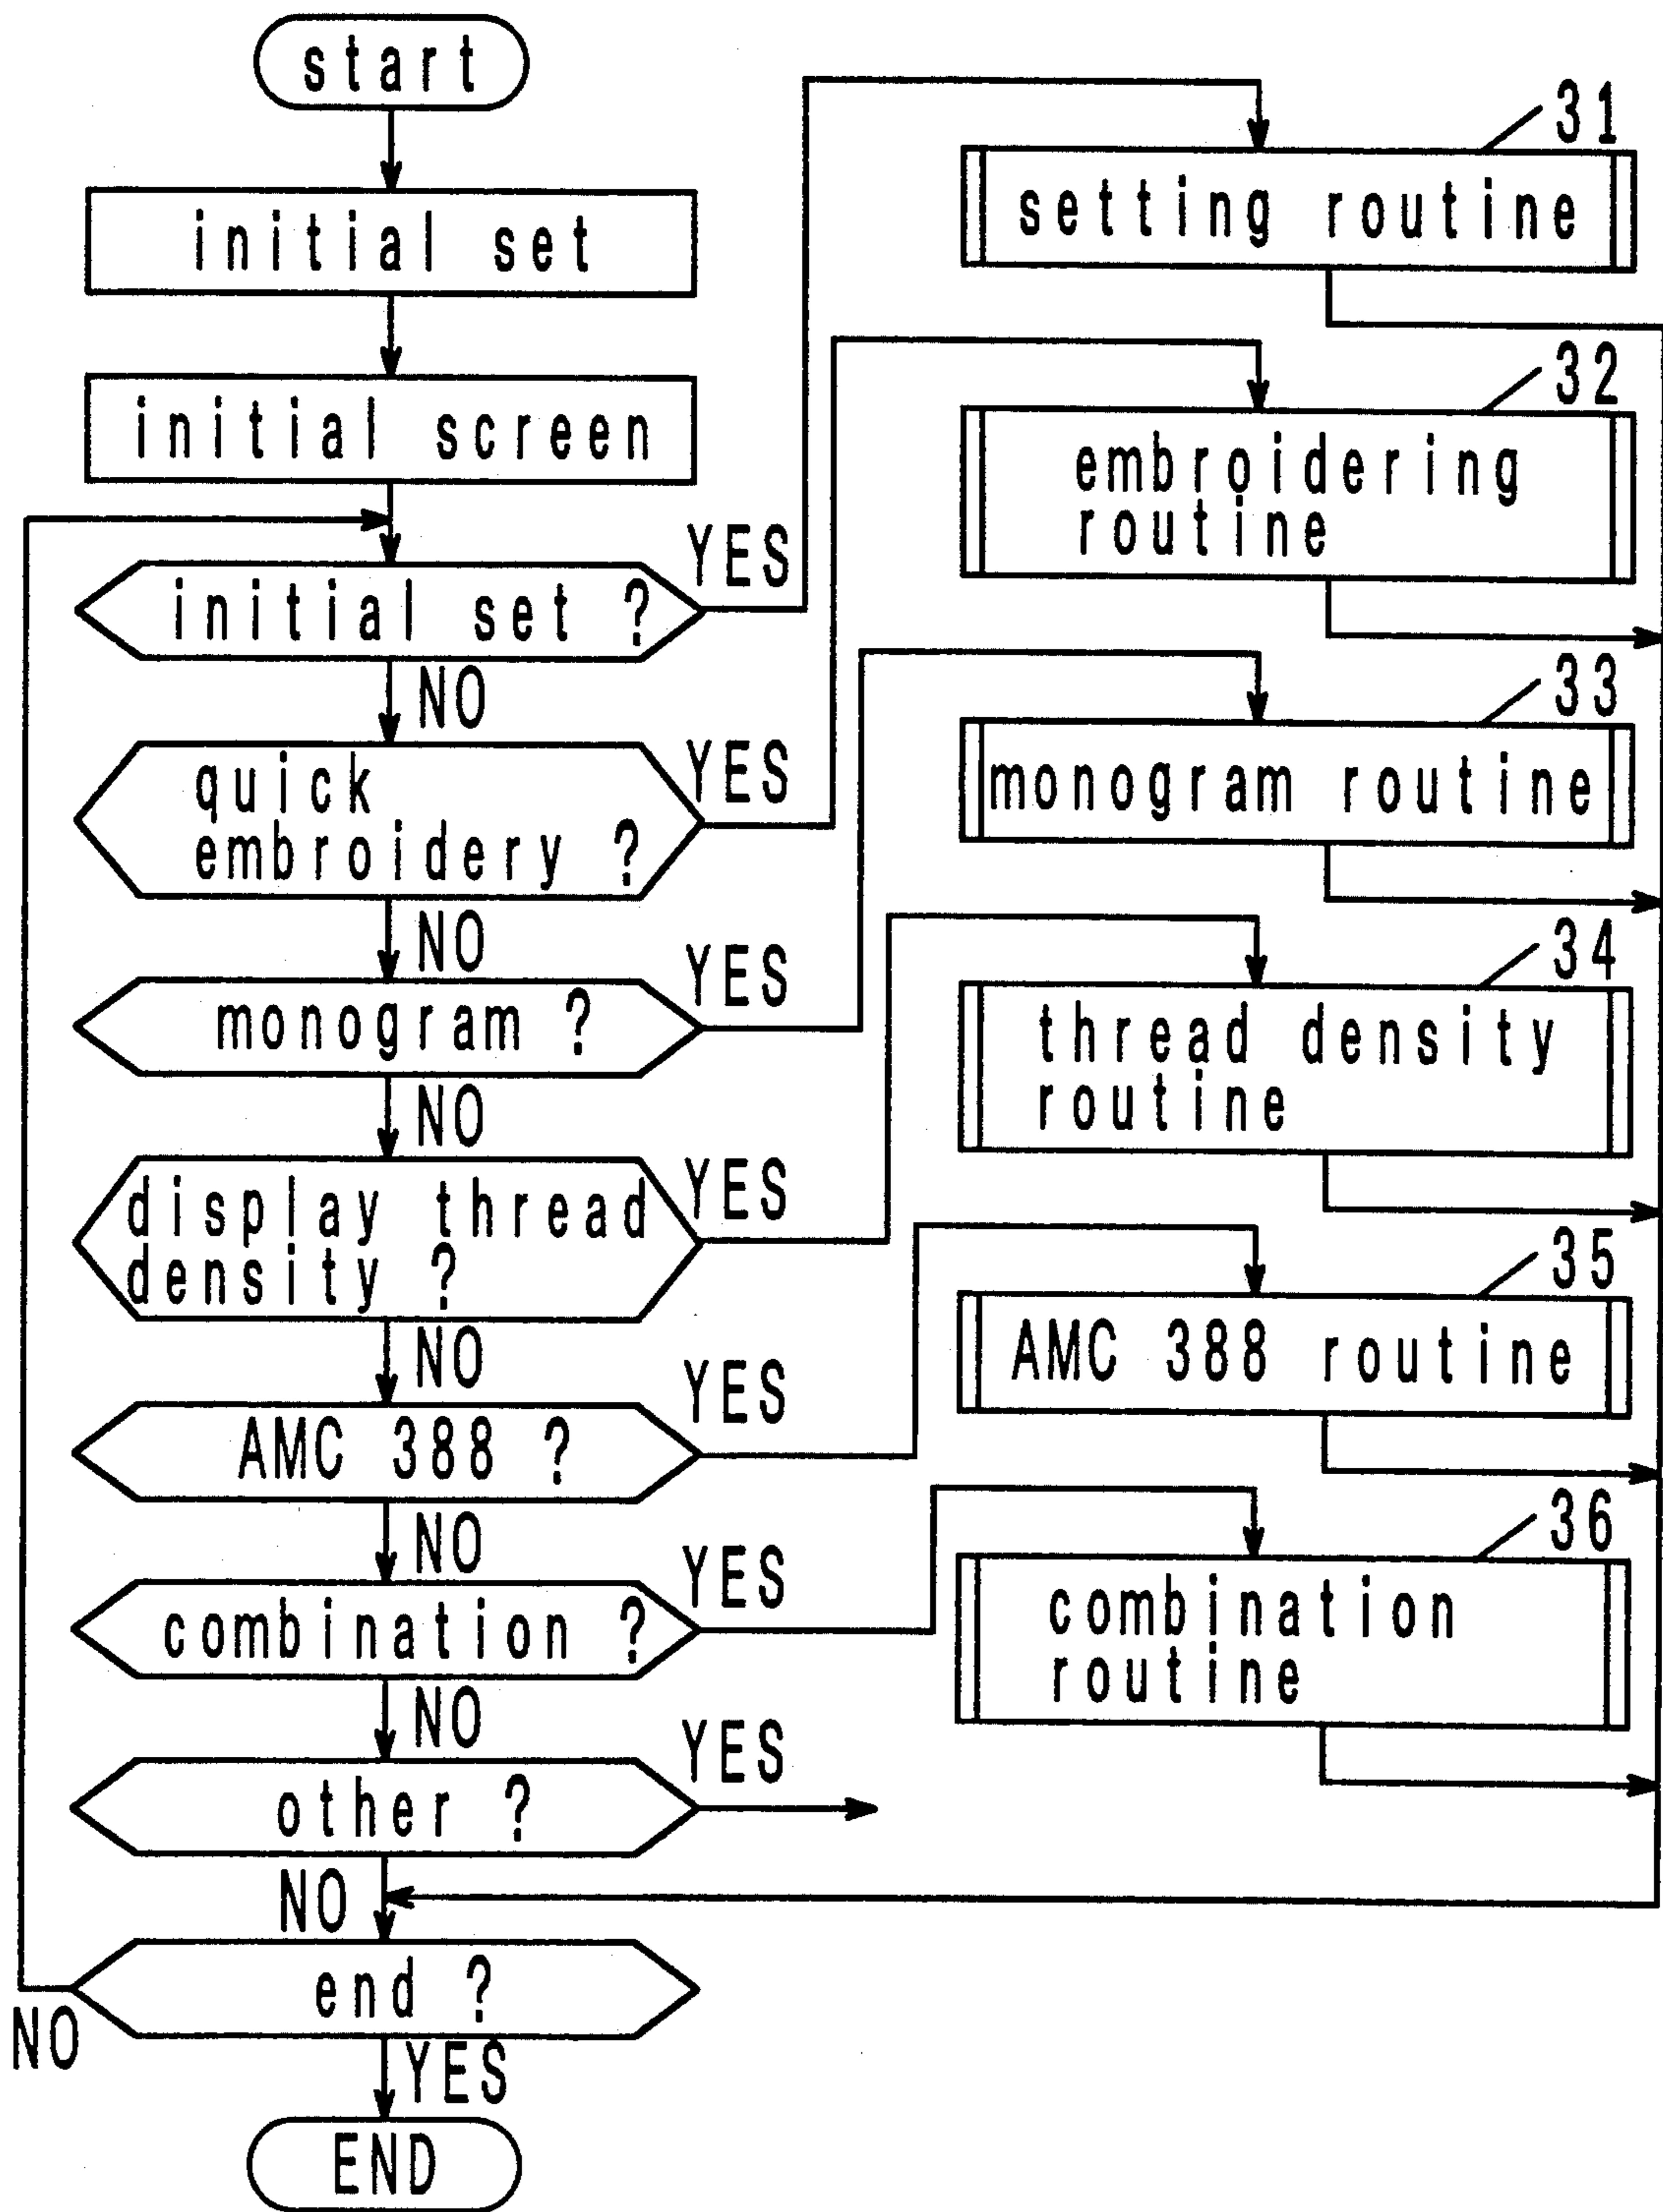 start
initial set
initial screen
initial set ?
YES
NO
31
setting routine
quick
embroidery ?
YES
NO
32
embroidering
routine
monogram ?
YES
NO
33
monogram routine
display thread
density ?
YES
NO
34
thread density
routine
AMC 388 ?
YES
NO
35
AMC 388 routine
combination ?
YES
NO
36
combination
routine
other ?
YES
NO
end ?
NO
YES
END